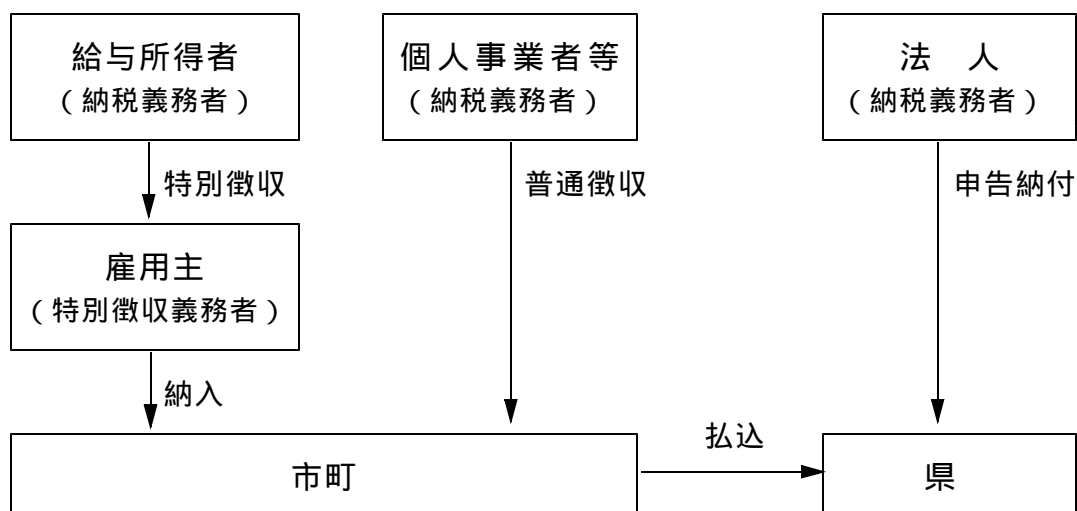 給与所得者
（納税義務者）
個人事業者等
（納税義務者）
法　人
（納税義務者）
特別徴収
普通徴収
申告納付
雇用主
（特別徴収義務者）
納入
払込
市町
県